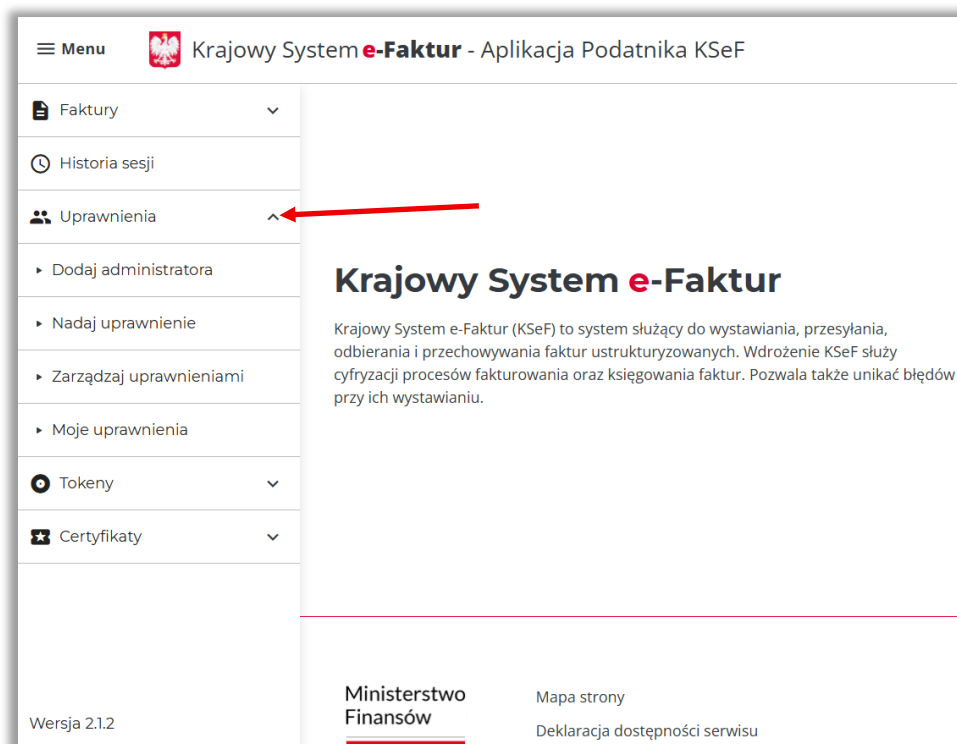 Menu
Krajowy System e-Faktur - Aplikacja Podatnika KSeF
Faktury
Historia sesji
Uprawnienia
Dodaj administratora
Nadaj uprawnienie
Zarządzaj uprawnieniami
Moje uprawnienia
Tokeny
Certyfikaty
Wersja 2.1.2
Krajowy System e-Faktur
Krajowy System e-Faktur (KSeF) to system służący do wystawiania, przesyłania,
odbierania i przechowywania faktur ustrukturyzowanych. Wdrożenie KSeF służy
cyfryzacji procesów fakturowania oraz księgowania faktur. Pozwala także unikać błędów
przy ich wystawianiu.
Ministerstwo
Finansów
Mapa strony
Deklaracja dostępności serwisu